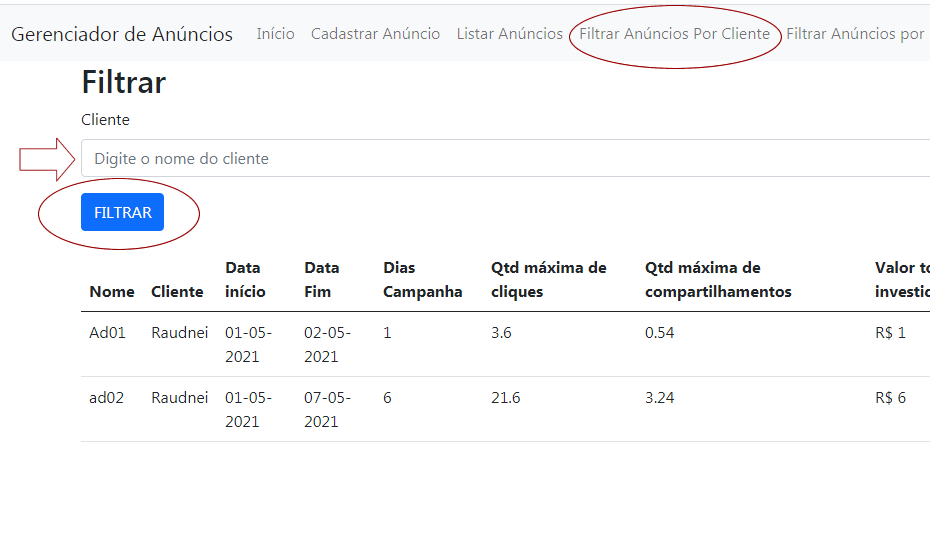 Gerenciador de Anúncios Início Cadastrar Anúncio Listar Anúncios Filtrar Anúncios Por Cliente Filtrar Anúncios por
Filtrar
Cliente
Digite o nome do cliente
FILTRAR
Nome Cliente Data início Data Fim Dias Campanha Qtd máxima de cliques Qtd máxima de compartilhamentos Valor
Ad01 Raudnei 01-05-2021 02-05-2021 1 3.6 0.54 R$ 1
ad02 Raudnei 01-05-2021 07-05-2021 6 21.6 3.24 R$ 6